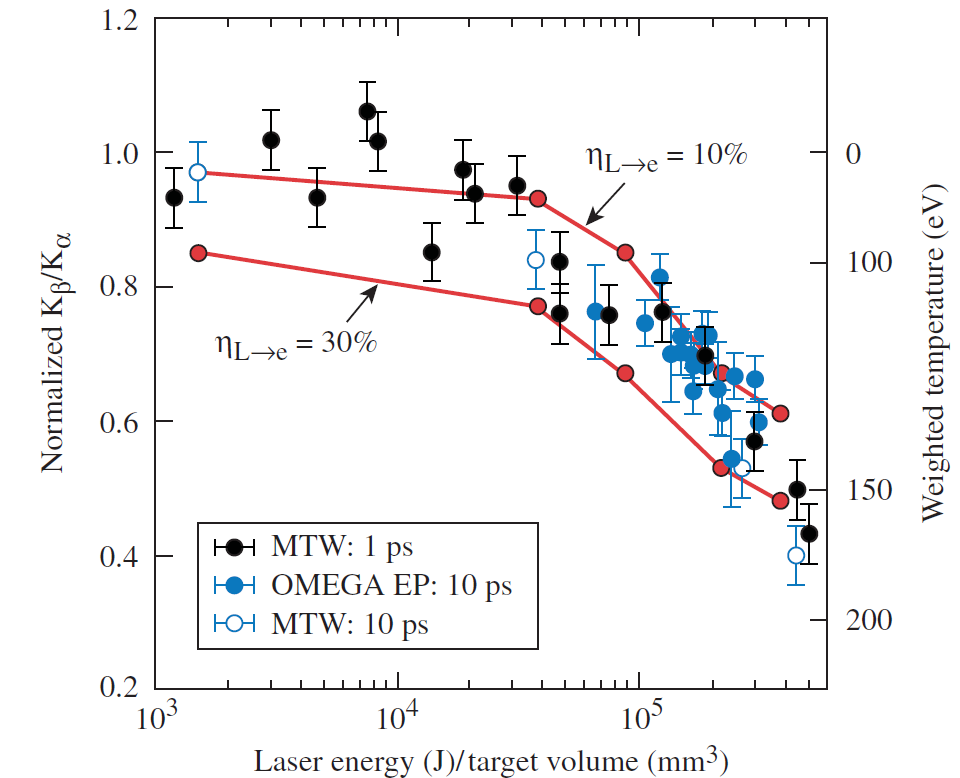 1.2
1.0
0.8
0.6
0.4
0.2
Normalized Kβ/Kα
ηL→e = 10%
ηL→e = 30%
0
100
150
200
Weighted temperature (eV)
MTW: 1 ps
OMEGA EP: 10 ps
MTW: 10 ps
10³ 10⁴ 10⁵
Laser energy (J)/target volume (mm³)